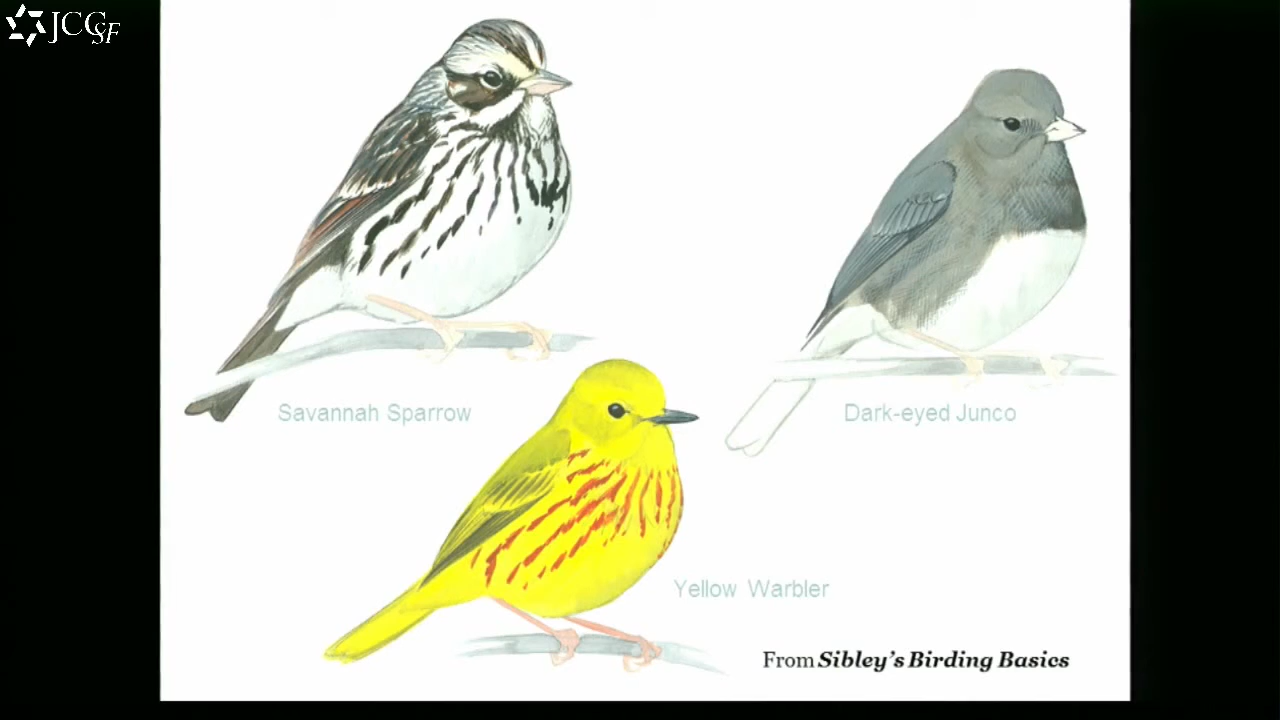 JCCSF
Savannah Sparrow
Dark-eyed Junco
Yellow Warbler
From Sibley's Birding Basics